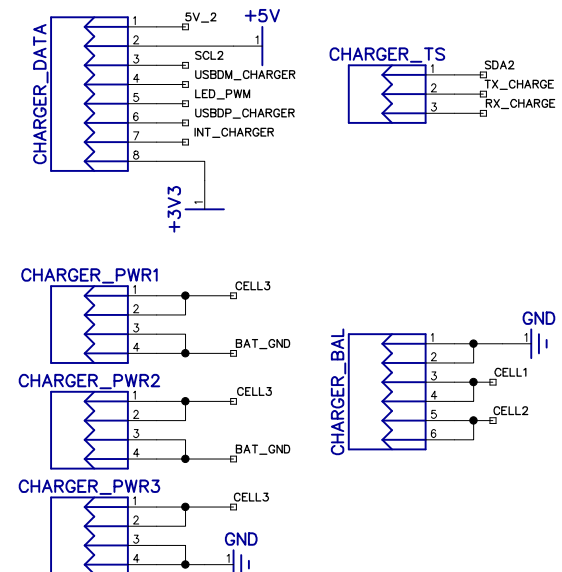 CHARGER_DATA
1 5V_2
+5V
2 1
3 SCL2
4 USBDM_CHARGER
5 LED_PWM
6 USBDP_CHARGER
7 INT_CHARGER
8
+3V3 1
CHARGER_TS
1 SDA2
2 TX_CHARGE
3 RX_CHARGE
CHARGER_PWR1
1 CELL3
2
3
4 BAT_GND
CHARGER_PWR2
1 CELL3
2
3
4 BAT_GND
CHARGER_PWR3
1 CELL3
2
3
4 1 GND
CHARGER_BAL
1 1 GND
2
3 CELL1
4
5 CELL2
6